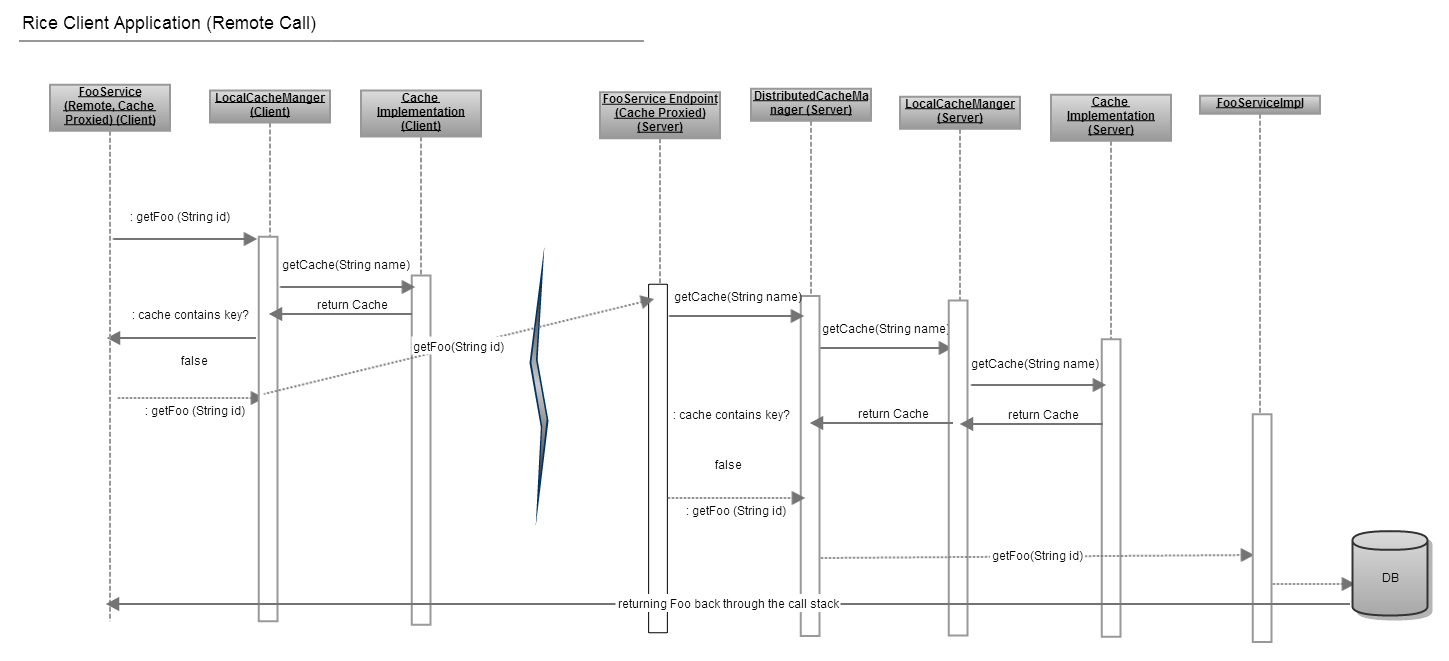 Rice Client Application (Remote Call)
FooService
(Remote, Cache
Proxied) (Client)
LocalCacheManger
(Client)
Cache
Implementation
(Client)
FooService Endpoint
(Cache Proxied)
(Server)
DistributedCacheMa
nager (Server)
LocalCacheManger
(Server)
Cache
Implementation
(Server)
FooServiceImpl
: getFoo (String id)
getCache(String name)
return Cache
: cache contains key?
false
: getFoo (String id)
getFoo(String id)
getCache(String name)
getCache(String name)
getCache(String name)
return Cache
return Cache
: cache contains key?
false
: getFoo (String id)
getFoo(String id)
DB
returning Foo back through the call stack